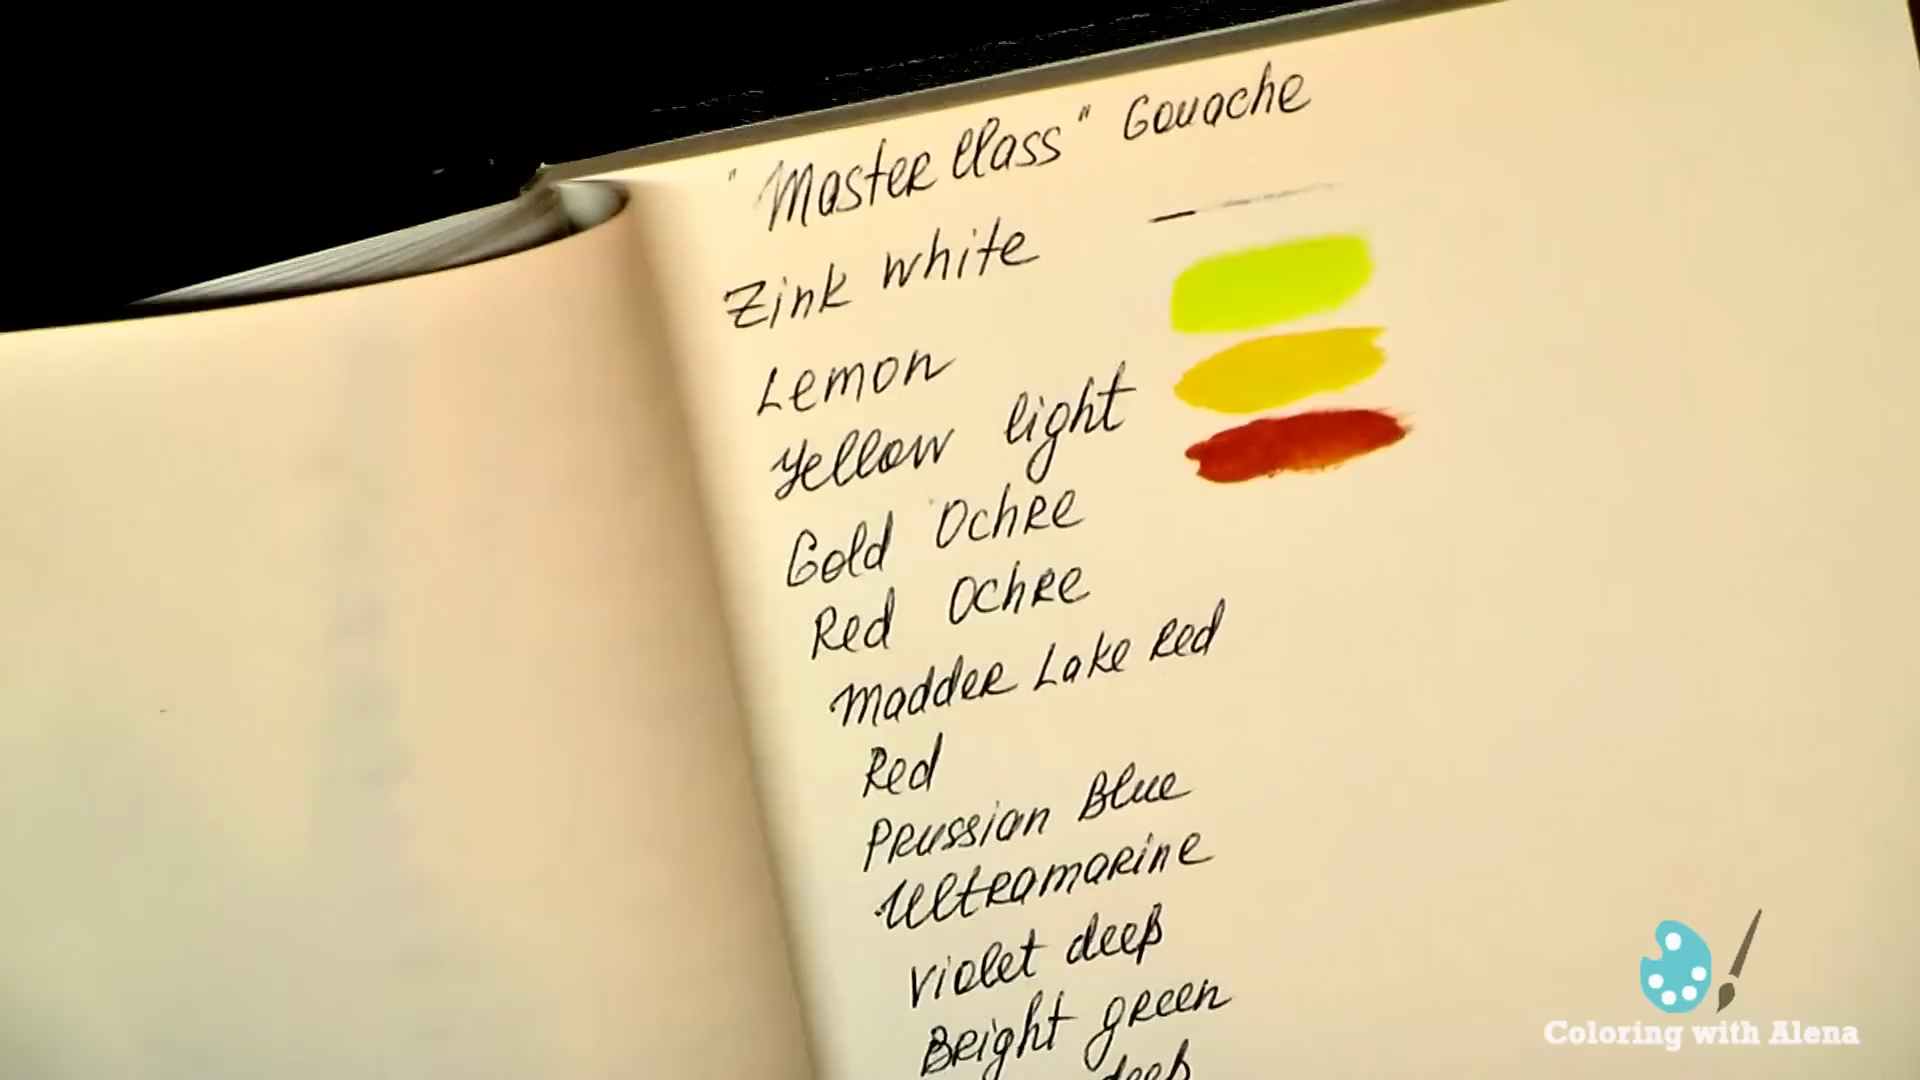 "Master Class" Gouache
Zink white
Lemon
Yellow light
Gold Ochre
Red Ochre
Madder Lake Red
Red
Prussian Blue
Ultramarine
Violet deep
Bright green
deep
Coloring with Alena